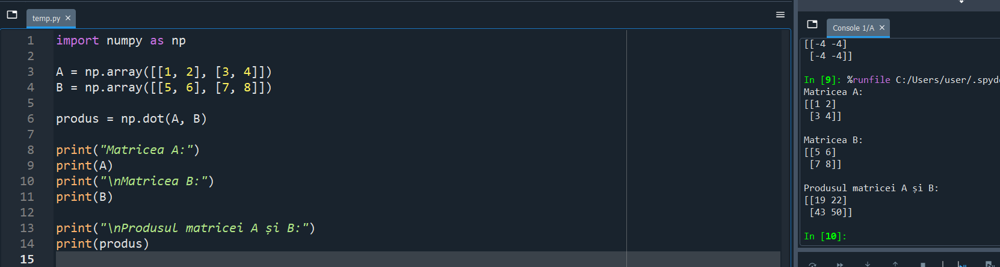 temp.py
1 import numpy as np
2
3 A = np.array([[1, 2], [3, 4]])
4 B = np.array([[5, 6], [7, 8]])
5
6 produs = np.dot(A, B)
7
8 print("Matricea A:")
9 print(A)
10 print("\nMatricea B:")
11 print(B)
12
13 print("\nProdusul matricei A și B:")
14 print(produs)
15
Console 1/A
[[-4 -4]
[-4 -4]]
In [9]: %runfile C:/Users/user/.spyd
Matricea A:
[[1 2]
[3 4]]
Matricea B:
[[5 6]
[7 8]]
Produsul matricei A și B:
[[19 22]
[43 50]]
In [10]: